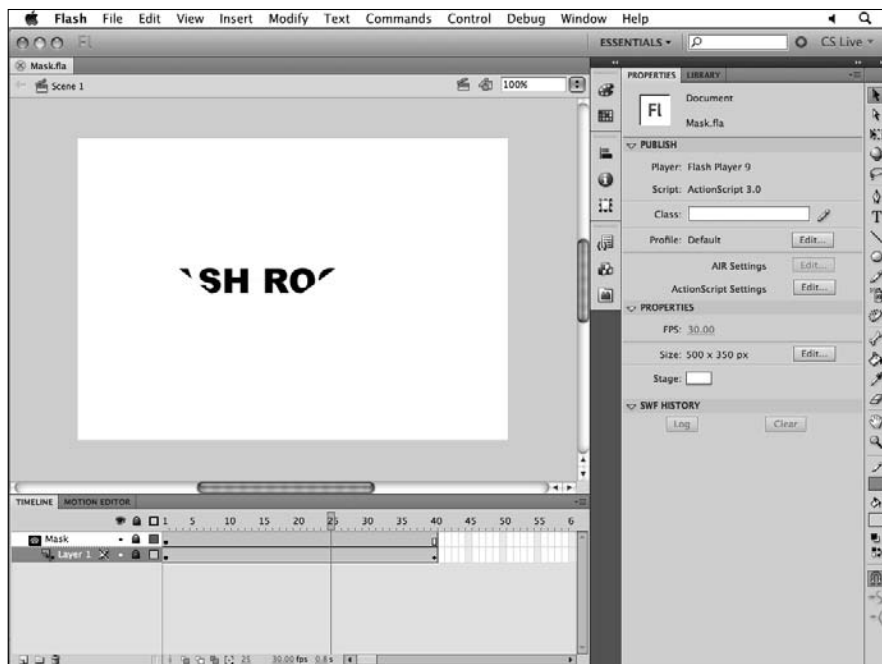 Flash File Edit View Insert Modify Text Commands Control Debug Window Help
Fl ESSENTIALS CS Live
Mask.fla
Scene 1 100%
PROPERTIES LIBRARY
Fl Document
Mask.fla
PUBLISH
Player: Flash Player 9
Script: ActionScript 3.0
Class:
Profile: Default Edit...
AIR Settings Edit...
ActionScript Settings Edit...
PROPERTIES
FPS: 30.00
Size: 500 x 350 px Edit...
Stage:
SWF HISTORY
Log Clear
SH RO
TIMELINE MOTION EDITOR
1 5 10 15 20 25 30 35 40 45 50 55 6
Mask
Layer 1
25 30.00 fps 0.8 s